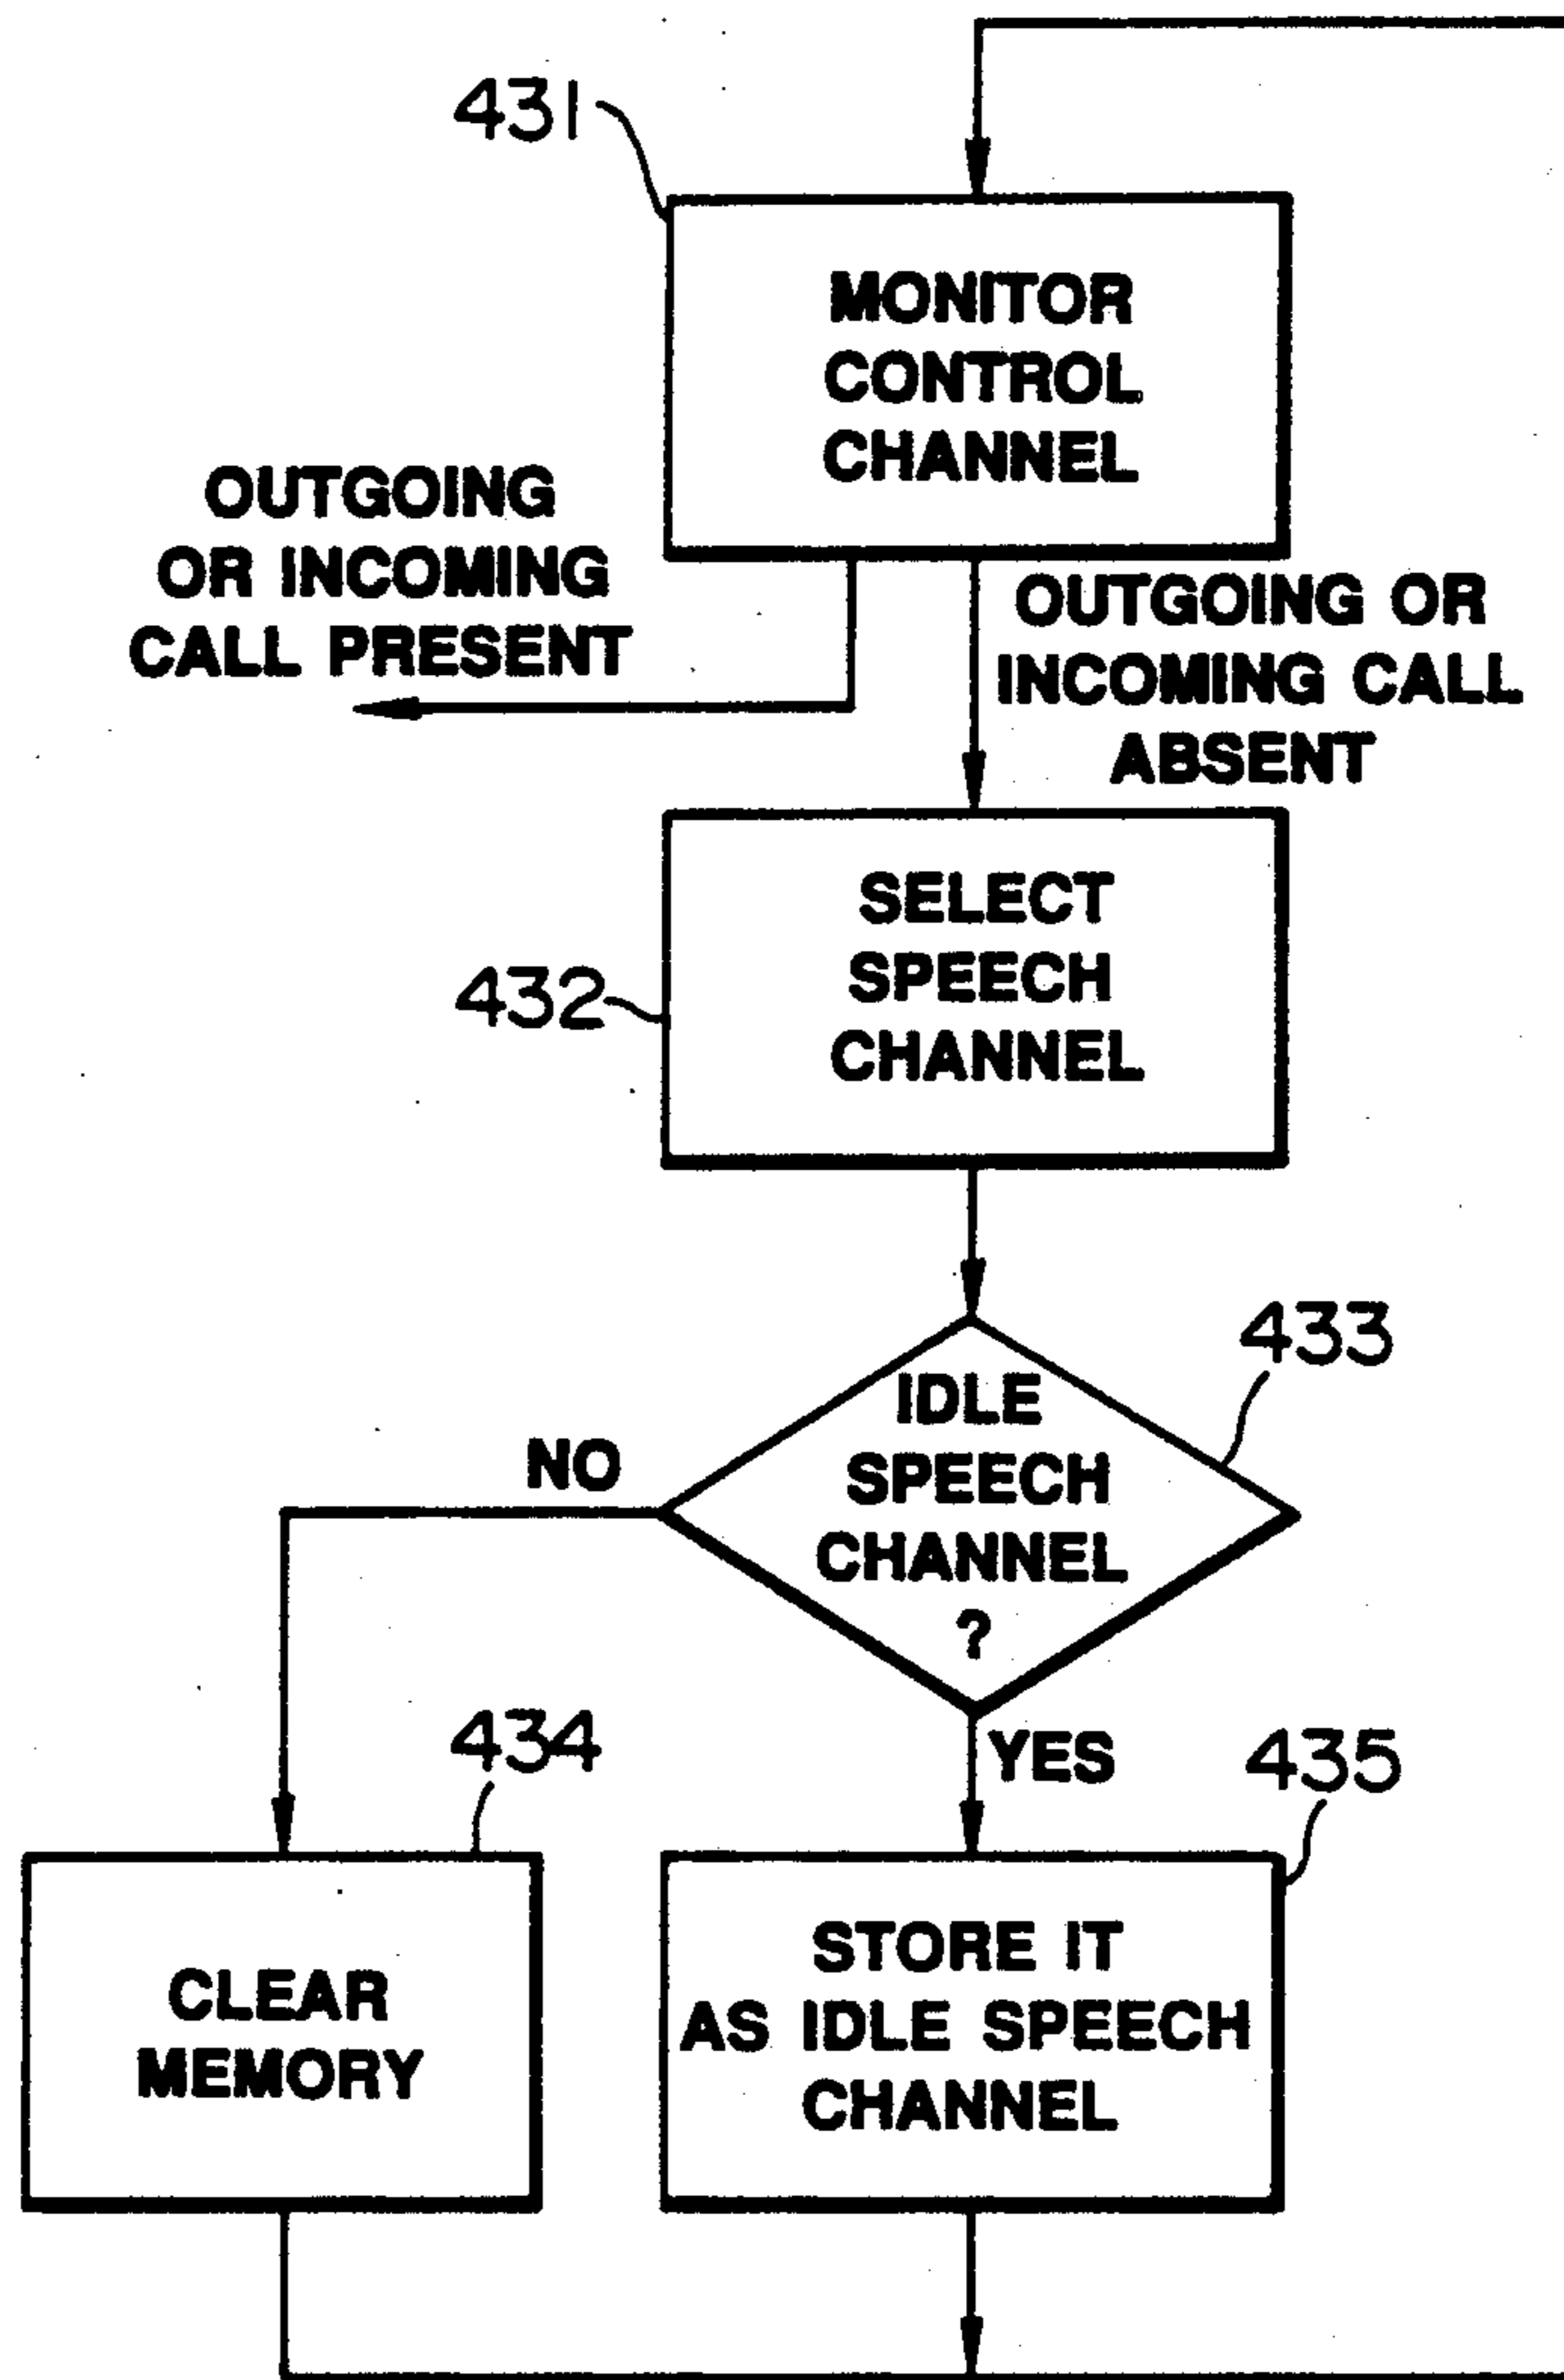 431
MONITOR
CONTROL
CHANNEL
OUTGOING
OR INCOMING
CALL PRESENT
OUTGOING OR
INCOMING CALL
ABSENT
432
SELECT
SPEECH
CHANNEL
433
IDLE
SPEECH
CHANNEL
?
NO
YES
434
CLEAR
MEMORY
435
STORE IT
AS IDLE SPEECH
CHANNEL